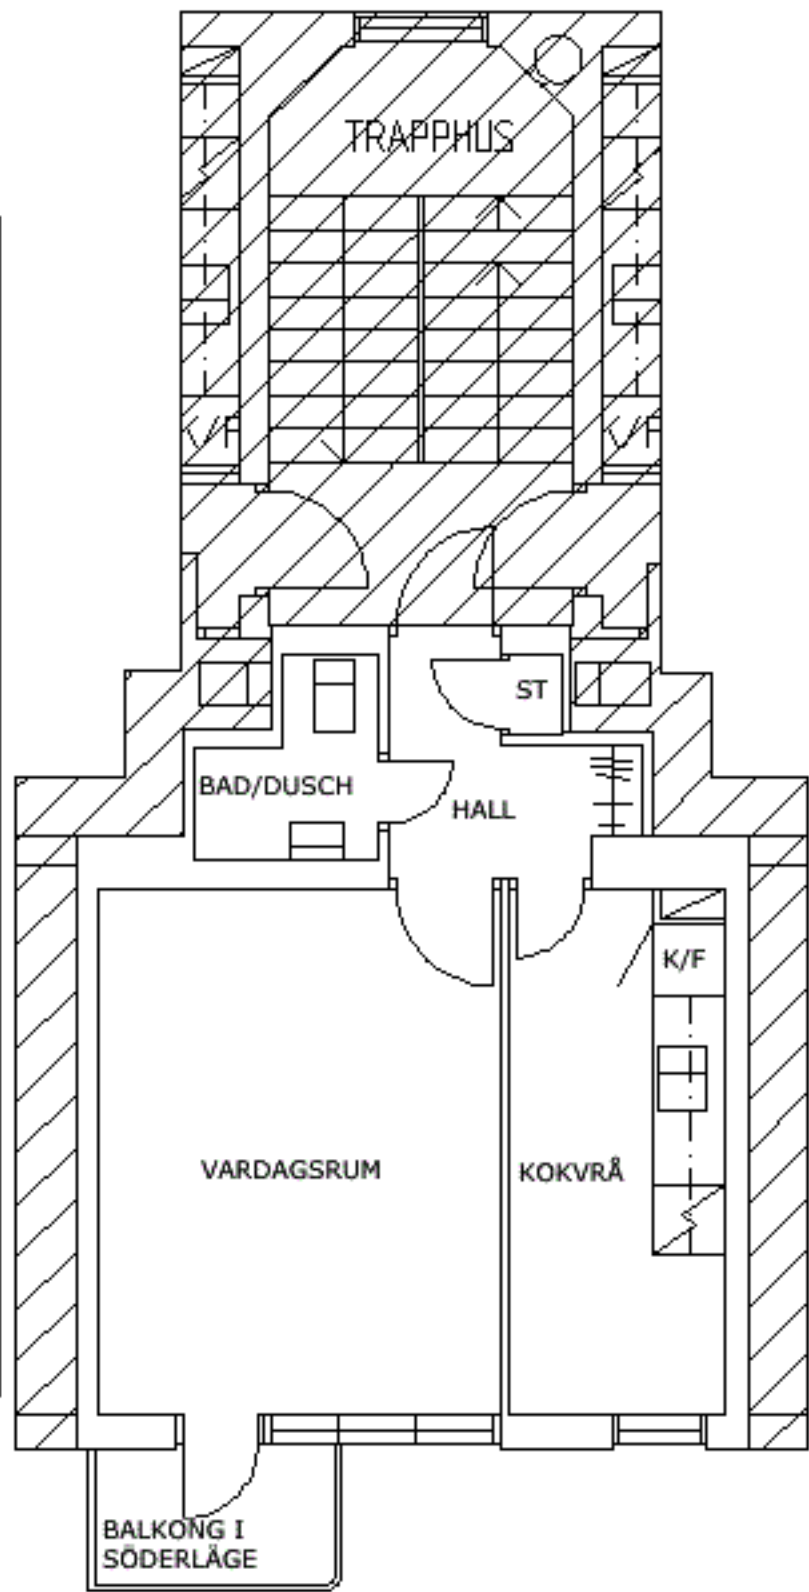 TRAPPHUS
ST
BAD/DUSCH
HALL
K/F
VARDAGSRUM
KOKVRÅ
BALKONG I
SÖDERLÄGE